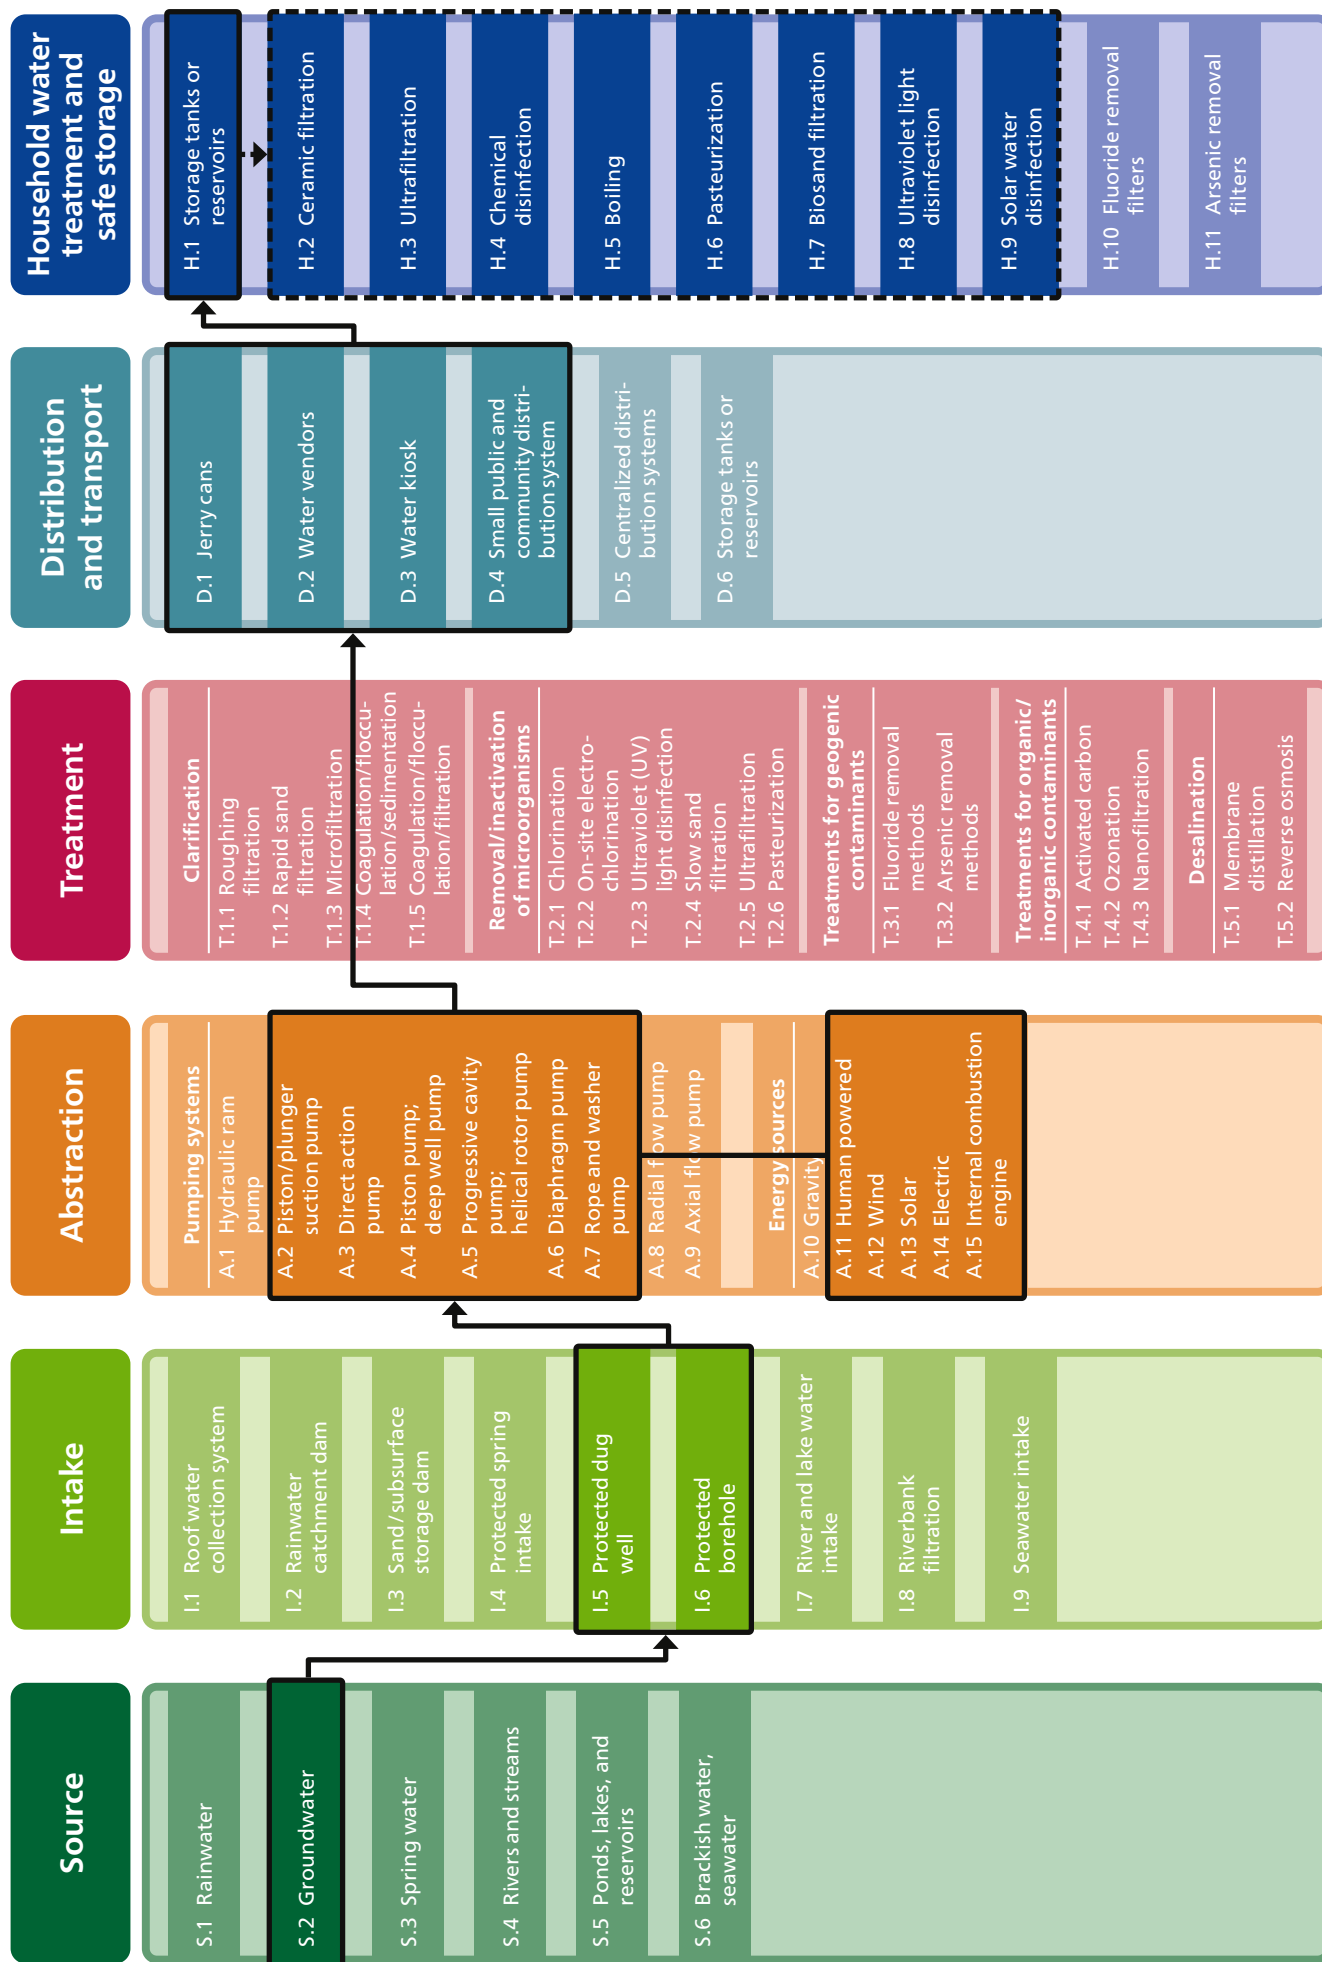 Source
S.1 Rainwater
S.2 Groundwater
S.3 Spring water
S.4 Rivers and streams
S.5 Ponds, lakes, and
reservoirs
S.6 Brackish water,
seawater
Intake
I.1 Roof water
collection system
I.2 Rainwater
catchment dam
I.3 Sand/subsurface
storage dam
I.4 Protected spring
intake
I.5 Protected dug
well
I.6 Protected
borehole
I.7 River and lake water
intake
I.8 Riverbank
filtration
I.9 Seawater intake
Abstraction
Pumping systems
A.1 Hydraulic ram
pump
A.2 Piston/plunger
suction pump
A.3 Direct action
pump
A.4 Piston pump;
deep well pump
A.5 Progressive cavity
pump;
helical rotor pump
A.6 Diaphragm pump
A.7 Rope and washer
pump
A.8 Radial flow pump
A.9 Axial flow pump
Energy sources
A.10 Gravity
A.11 Human powered
A.12 Wind
A.13 Solar
A.14 Electric
A.15 Internal combustion
engine
Treatment
Clarification
T.1.1 Roughing
filtration
T.1.2 Rapid sand
filtration
T.1.3 Microfiltration
T.1.4 Coagulation/floccu-
lation/sedimentation
T.1.5 Coagulation/floccu-
lation/filtration
Removal/inactivation
of microorganisms
T.2.1 Chlorination
T.2.2 On-site electro-
chlorination
T.2.3 Ultraviolet (UV)
light disinfection
T.2.4 Slow sand
filtration
T.2.5 Ultrafiltration
T.2.6 Pasteurization
Treatments for geogenic
contaminants
T.3.1 Fluoride removal
methods
T.3.2 Arsenic removal
methods
Treatments for organic/
inorganic contaminants
T.4.1 Activated carbon
T.4.2 Ozonation
T.4.3 Nanofiltration
Desalination
T.5.1 Membrane
distillation
T.5.2 Reverse osmosis
Distribution
and transport
D.1 Jerry cans
D.2 Water vendors
D.3 Water kiosk
D.4 Small public and
community distri-
bution system
D.5 Centralized distri-
bution systems
D.6 Storage tanks or
reservoirs
Household water
treatment and
safe storage
H.1 Storage tanks or
reservoirs
H.2 Ceramic filtration
H.3 Ultrafiltration
H.4 Chemical
disinfection
H.5 Boiling
H.6 Pasteurization
H.7 Biosand filtration
H.8 Ultraviolet light
disinfection
H.9 Solar water
disinfection
H.10 Fluoride removal
filters
H.11 Arsenic removal
filters